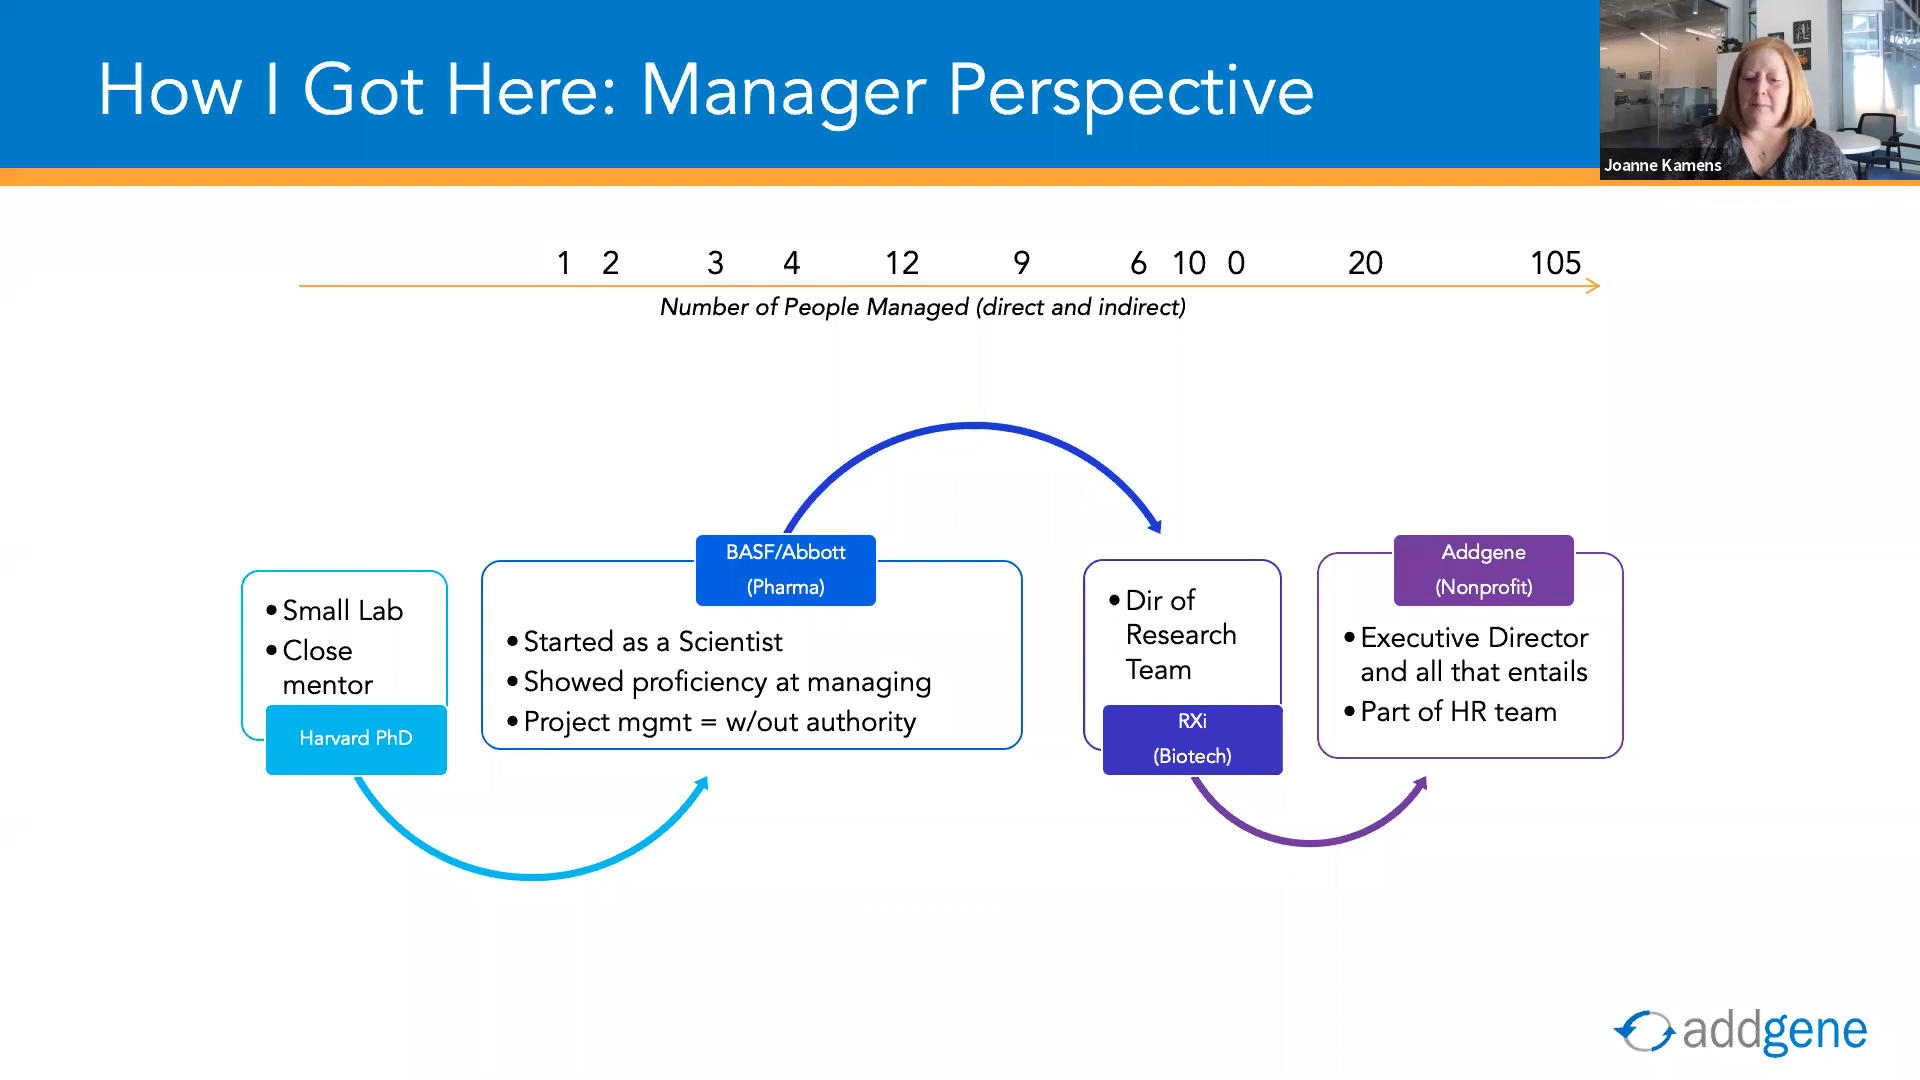 How I Got Here: Manager Perspective
Joanne Kamens
1 2 3 4 12 9 6 10 0 20 105
Number of People Managed (direct and indirect)
•Small Lab
•Close
mentor
Harvard PhD
BASF/Abbott
(Pharma)
•Started as a Scientist
•Showed proficiency at managing
•Project mgmt = w/out authority
•Dir of
Research
Team
RXi
(Biotech)
Addgene
(Nonprofit)
•Executive Director
and all that entails
•Part of HR team
addgene